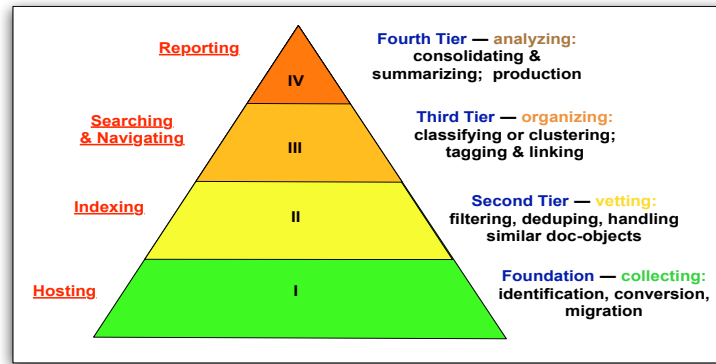 Reporting
Fourth Tier — analyzing:
consolidating &
summarizing; production
IV
Searching
& Navigating
Third Tier — organizing:
classifying or clustering;
tagging & linking
III
Indexing
Second Tier — vetting:
filtering, deduping, handling
similar doc-objects
II
Hosting
Foundation — collecting:
identification, conversion,
migration
I